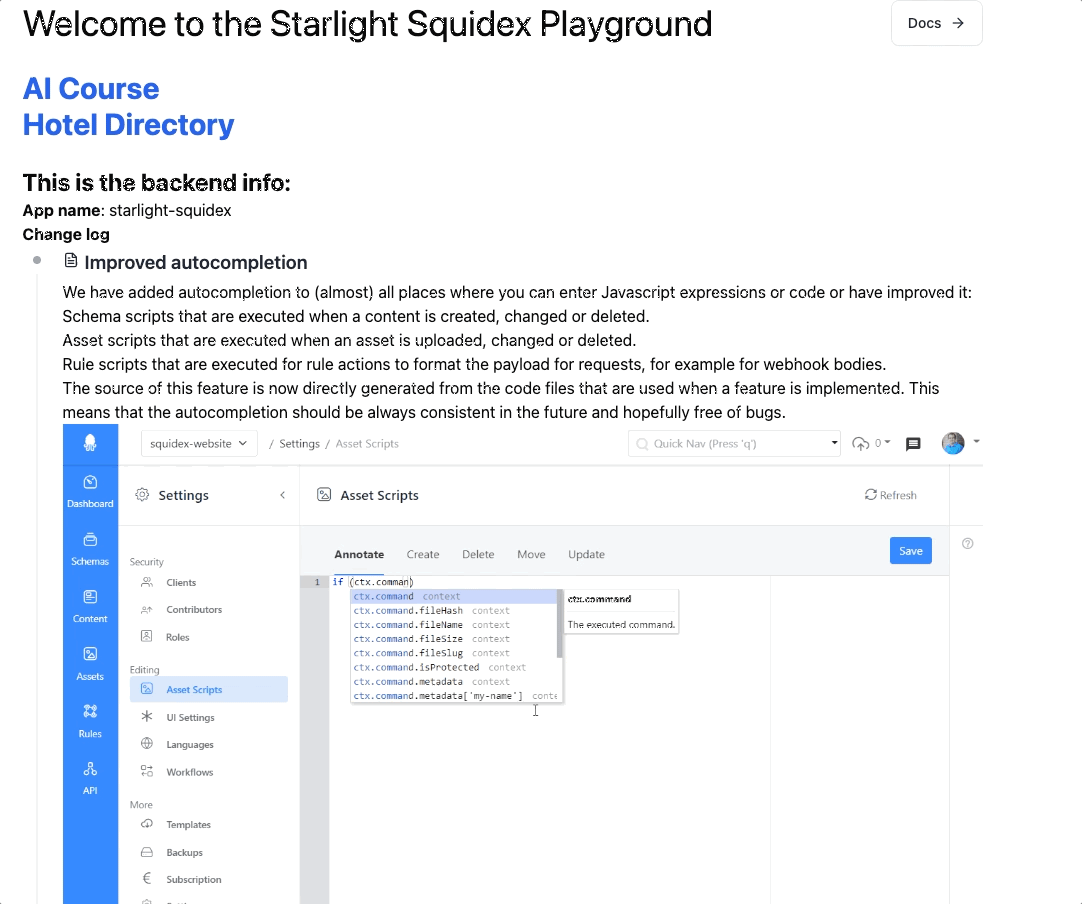 Welcome to the Starlight Squidex Playground
Docs →
AI Course
Hotel Directory
This is the backend info:
App name: starlight-squidex
Change log
Improved autocompletion
We have added autocompletion to (almost) all places where you can enter Javascript expressions or code or have improved it:
Schema scripts that are executed when a content is created, changed or deleted.
Asset scripts that are executed when an asset is uploaded, changed or deleted.
Rule scripts that are executed for rule actions to format the payload for requests, for example for webhook bodies.
The source of this feature is now directly generated from the code files that are used when a feature is implemented. This
means that the autocompletion should be always consistent in the future and hopefully free of bugs.
squidex-website / Settings / Asset Scripts
Quick Nav (Press 'q')
0
Dashboard
Schemas
Content
Assets
Rules
API
Settings
Security
Clients
Contributors
Roles
Editing
Asset Scripts
UI Settings
Languages
Workflows
More
Templates
Backups
Subscription
Asset Scripts
Refresh
Annotate Create Delete Move Update
Save
1 if (ctx.comman)
ctx.command context
ctx.command.fileHash context
ctx.command.fileName context
ctx.command.fileSize context
ctx.command.fileSlug context
ctx.command.isProtected context
ctx.command.metadata context
ctx.command.metadata['my-name'] conte
ctx.command
The executed command.